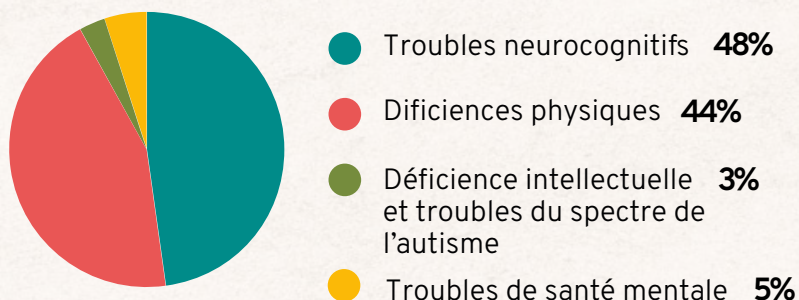 Troubles neurocognitifs 48%
Dificiences physiques 44%
Déficience intellectuelle 3%
et troubles du spectre de
l'autisme
Troubles de santé mentale 5%